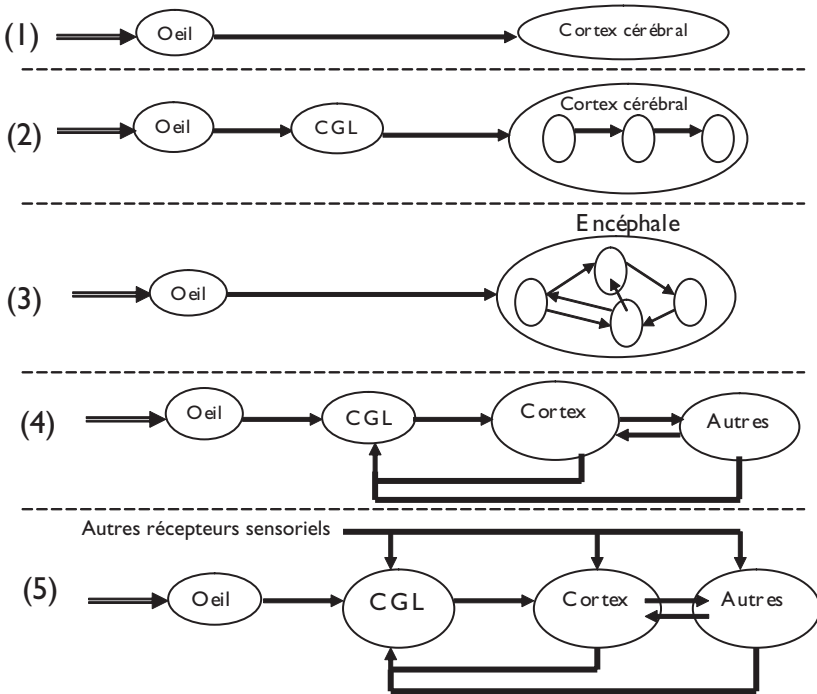 (1)
Oeil
Cortex cérébral
(2)
Oeil
CGL
Cortex cérébral
Encéphale
(3)
Oeil
(4)
Oeil
CGL
Cortex
Autres
Autres récepteurs sensoriels
(5)
Oeil
CGL
Cortex
Autres